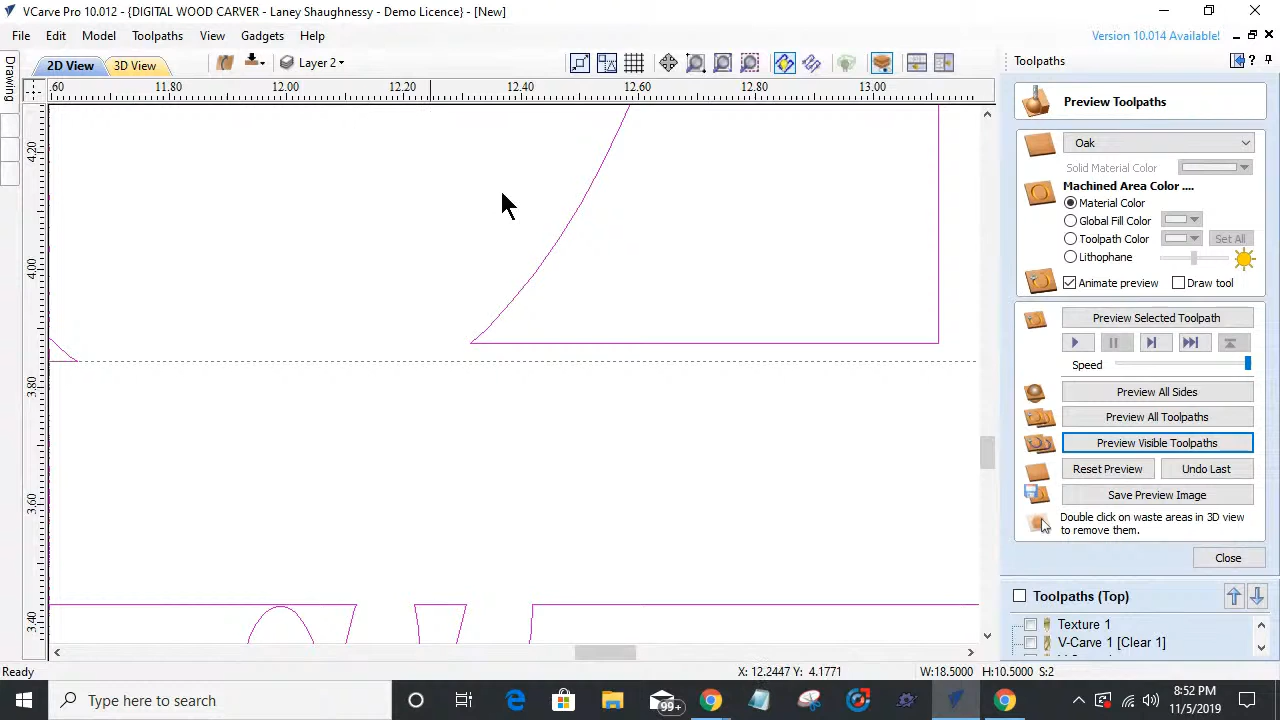 VCarve Pro 10.012 - {DIGITAL WOOD CARVER - Laney Shaughnessy - Demo Licence} - [New]
File Edit Model Toolpaths View Gadgets Help
Version 10.014 Available!
Drawing
2D View 3D View
Layer 2
Toolpaths
.60 11.80 12.00 12.20 12.40 12.60 12.80 13.00
4.20
4.00
3.80
3.60
3.40
Preview Toolpaths
Oak
Solid Material Color
Machined Area Color ....
Material Color
Global Fill Color
Toolpath Color Set All
Lithophane
Animate preview Draw tool
Preview Selected Toolpath
Speed
Preview All Sides
Preview All Toolpaths
Preview Visible Toolpaths
Reset Preview Undo Last
Save Preview Image
Double click on waste areas in 3D view
to remove them.
Close
Toolpaths (Top)
Texture 1
V-Carve 1 [Clear 1]
Ready
X: 12.2447 Y: 4.1771
W:18.5000 H:10.5000 S:2
Type here to search
99+
8:52 PM
11/5/2019